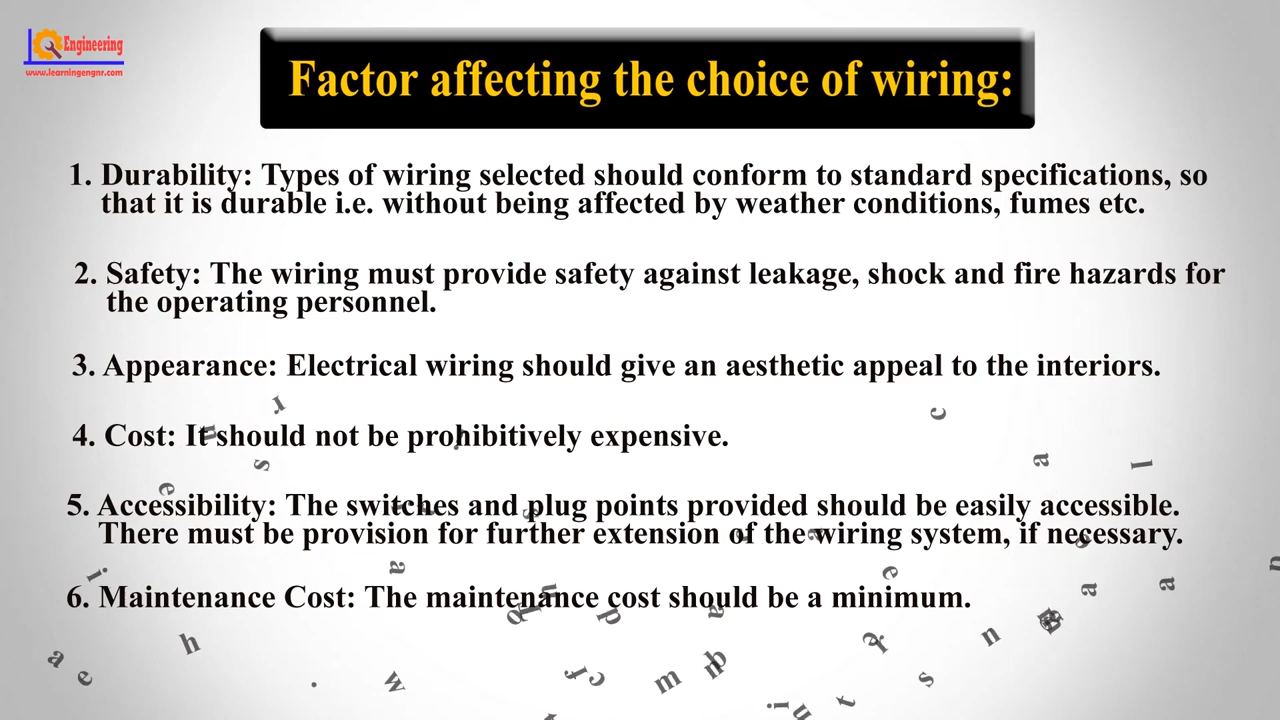 Engineering
www.learningengnr.com
Factor affecting the choice of wiring:
1. Durability: Types of wiring selected should conform to standard specifications, so
that it is durable i.e. without being affected by weather conditions, fumes etc.
2. Safety: The wiring must provide safety against leakage, shock and fire hazards for
the operating personnel.
3. Appearance: Electrical wiring should give an aesthetic appeal to the interiors.
4. Cost: It should not be prohibitively expensive.
5. Accessibility: The switches and plug points provided should be easily accessible.
There must be provision for further extension of the wiring system, if necessary.
6. Maintenance Cost: The maintenance cost should be a minimum.